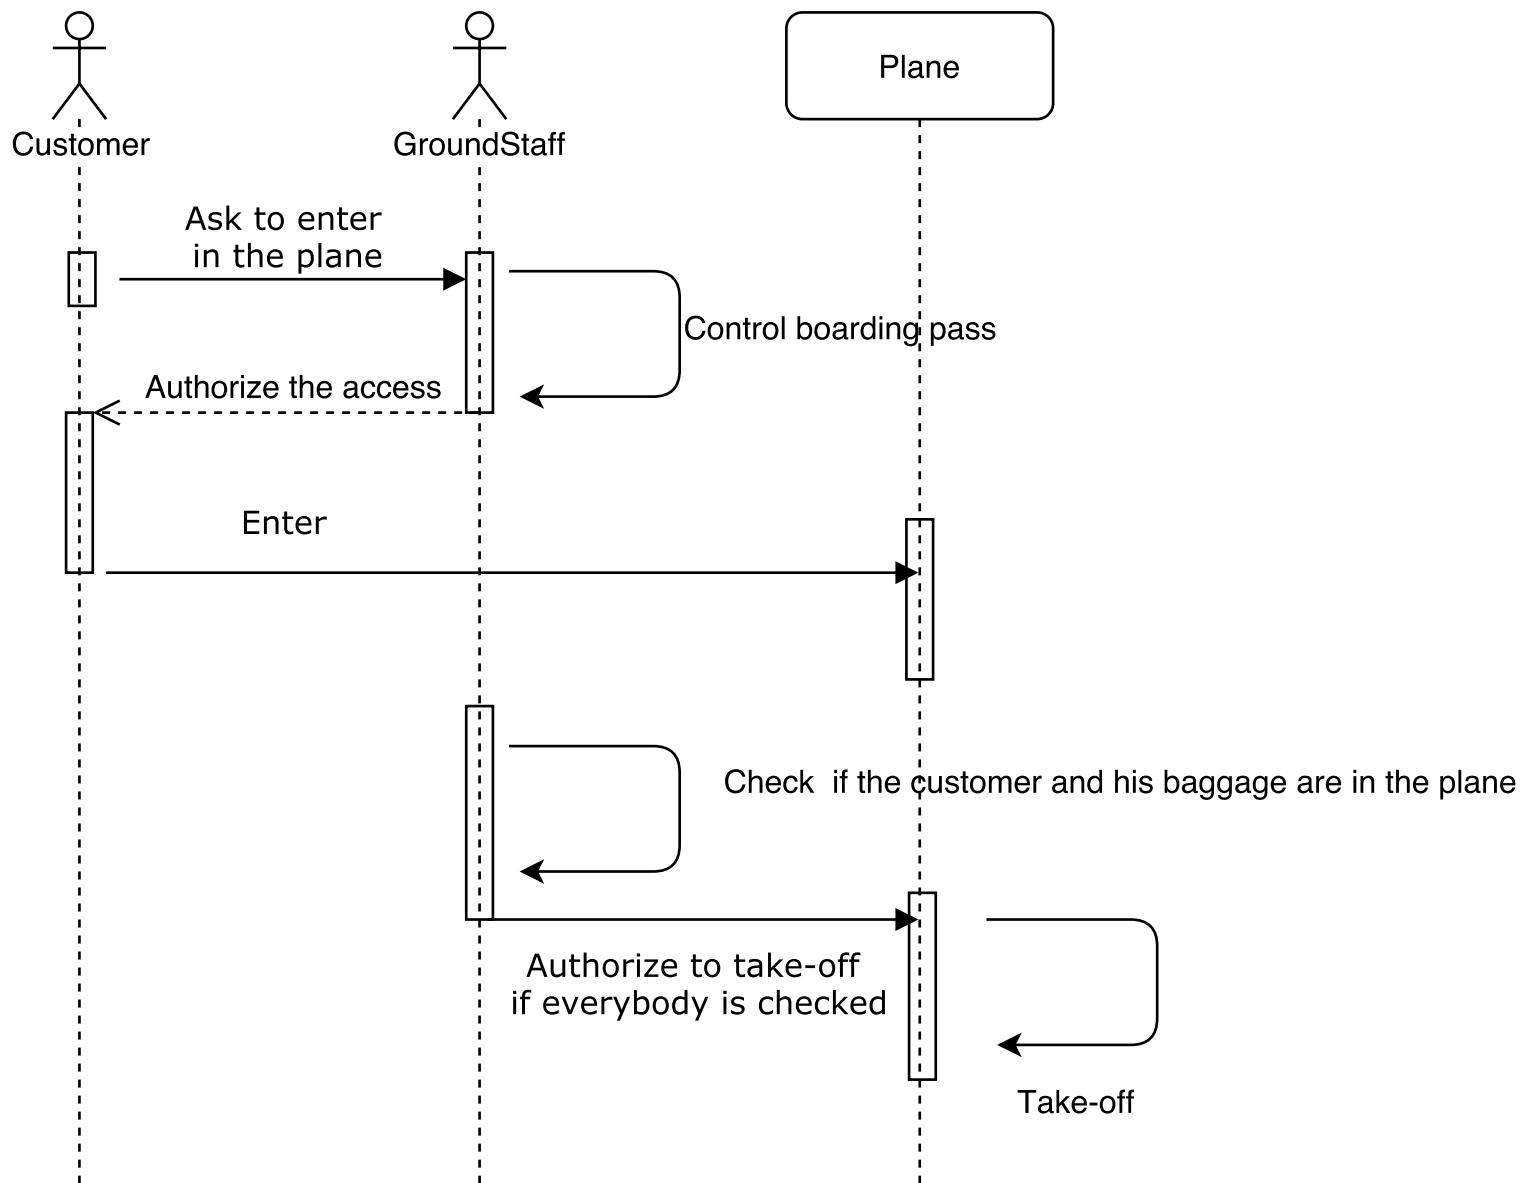 Plane
Customer
GroundStaff
Ask to enter
in the plane
Control boarding pass
Authorize the access
Enter
Check  if the customer and his baggage are in the plane
Authorize to take-off
if everybody is checked
Take-off